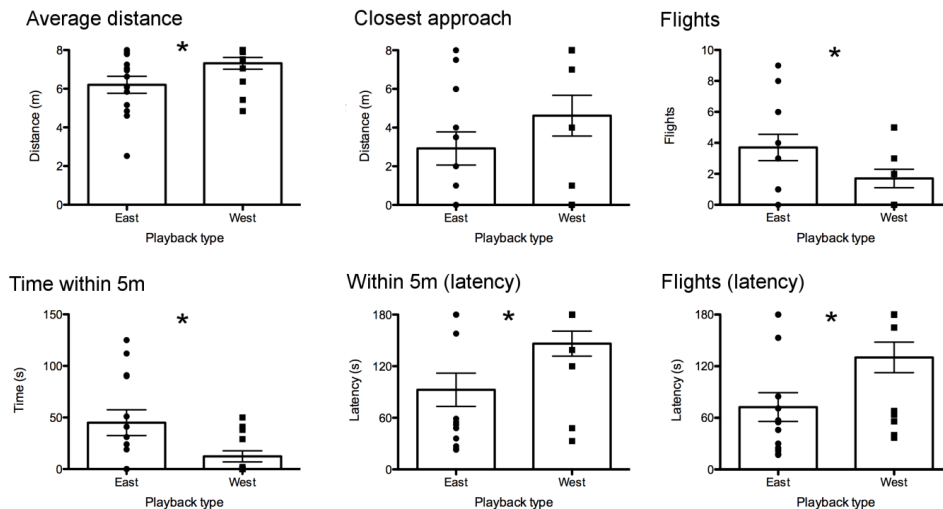 Average distance
*
8
6
4
2
0
Distance (m)
East
West
Playback type
Closest approach
8
6
4
2
0
Distance (m)
East
West
Playback type
Flights
*
10
8
6
4
2
0
Flights
East
West
Playback type
Time within 5m
*
150
100
50
0
Time (s)
East
West
Playback type
Within 5m (latency)
*
180
120
60
0
Latency (s)
East
West
Playback type
Flights (latency)
*
180
120
60
0
Latency (s)
East
West
Playback type